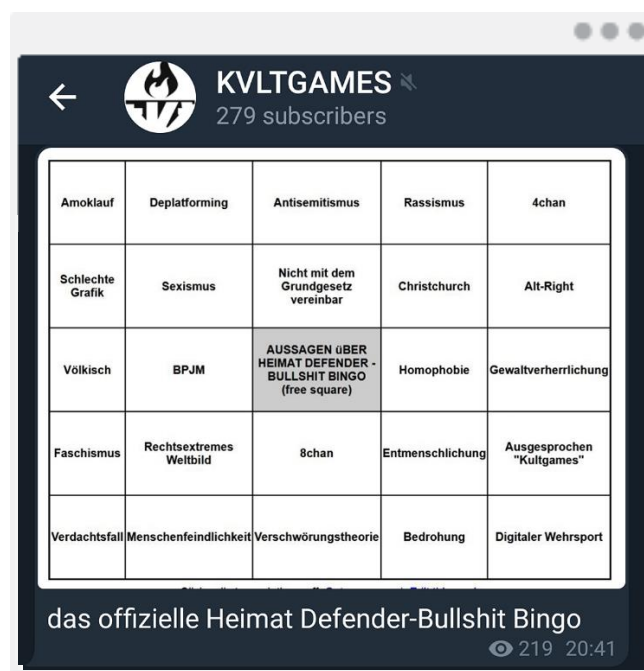 KVLTGAMES
279 subscribers
Amoklauf
Deplatforming
Antisemitismus
Rassismus
4chan
Schlechte
Grafik
Sexismus
Nicht mit dem
Grundgesetz
vereinbar
Christchurch
Alt-Right
Völkisch
BPJM
AUSSAGEN üBER
HEIMAT DEFENDER -
BULLSHIT BINGO
(free square)
Homophobie
Gewaltverherrlichung
Faschismus
Rechtsextremes
Weltbild
8chan
Entmenschlichung
Ausgesprochen
"Kultgames"
Verdachtsfall
Menschenfeindlichkeit
Verschwörungstheorie
Bedrohung
Digitaler Wehrsport
das offizielle Heimat Defender-Bullshit Bingo
219 20:41